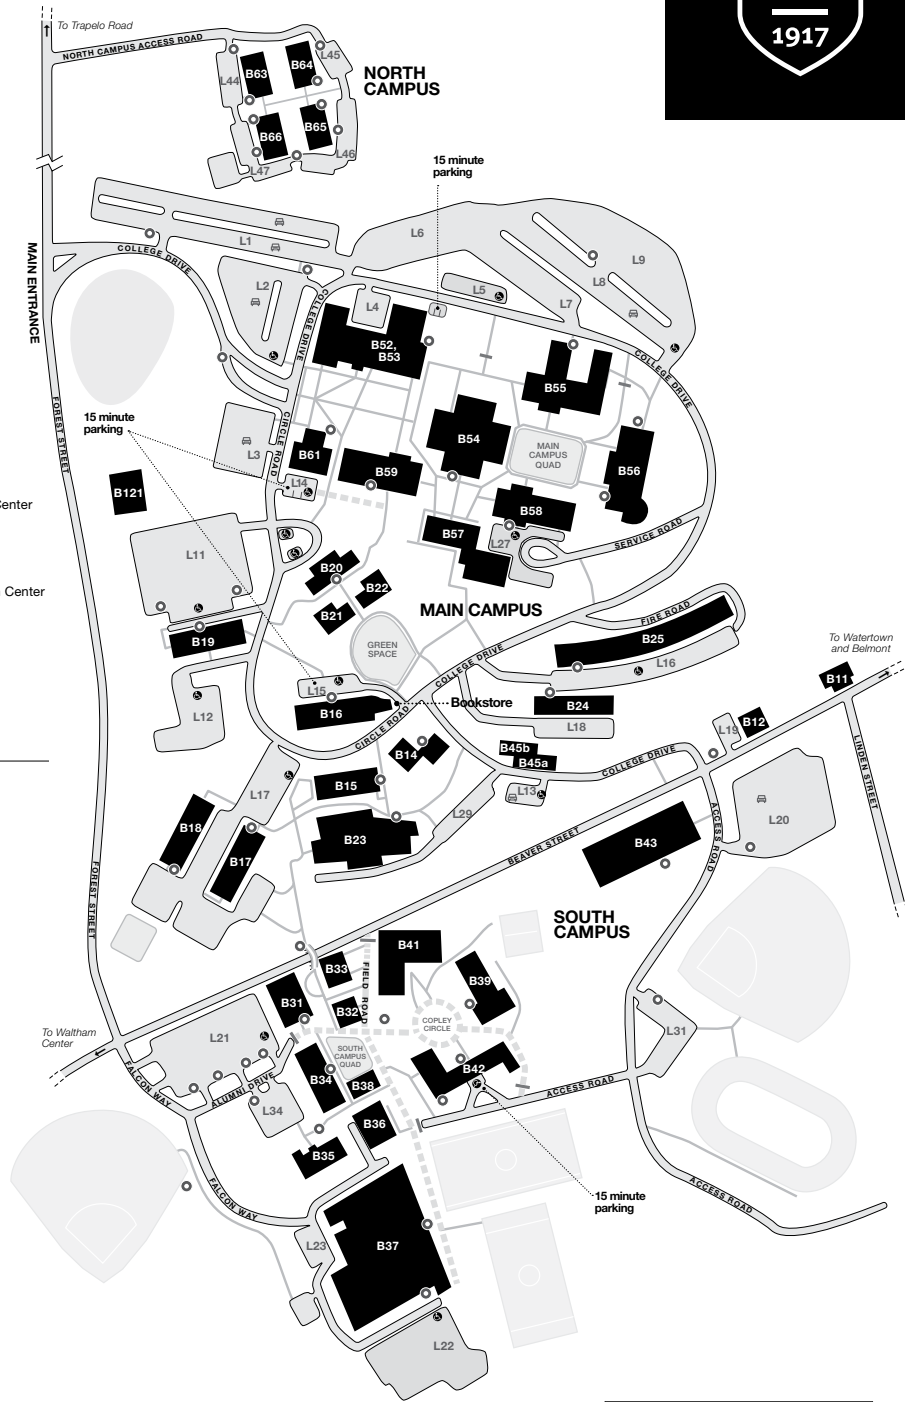 To Trapelo Road
NORTH CAMPUS ACCESS ROAD
1917
L45
B64
B63
L44
NORTH
CAMPUS
B65
B66
L46
L47
15 minute
parking
MAIN ENTRANCE
COLLEGE DRIVE
L1
L6
L9
L8
L7
L2
L5
L4
COLLEGE DRIVE
B52,
B53
COLLEGE DRIVE
B55
FOREST STREET
15 minute
parking
CIRCLE ROAD
L3
B61
B54
MAIN
CAMPUS
QUAD
B59
B56
L14
B121
enter
B58
B57
L27
SERVICE ROAD
L11
B20
B22
Center
MAIN CAMPUS
B21
FIRE ROAD
B25
B19
GREEN
SPACE
COLLEGE DRIVE
L16
To Watertown
and Belmont
B11
L15
Bookstore
B24
L12
B16
CIRCLE ROAD
L18
L19
B12
B14
B45b
B45a
COLLEGE DRIVE
LINDEN STREET
B15
L17
L13
L29
L20
B18
B23
ACCESS ROAD
B43
BEAVER STREET
B17
FOREST STREET
SOUTH
CAMPUS
B41
B33
FIELD ROAD
B39
B31
B32
COPLEY
CIRCLE
L31
To Waltham
Center
L21
SOUTH
CAMPUS
QUAD
FALCON WAY
ALUMNI DRIVE
B34
B38
B42
ACCESS ROAD
L34
B36
B35
15 minute
parking
ACCESS ROAD
FALCON WAY
L23
B37
L22